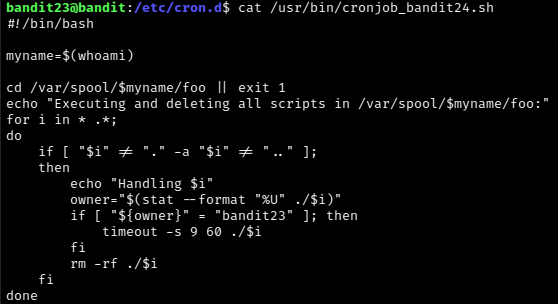 bandit23@bandit:/etc/cron.d$ cat /usr/bin/cronjob_bandit24.sh
#!/bin/bash

myname=$(whoami)

cd /var/spool/$myname/foo || exit 1
echo "Executing and deleting all scripts in /var/spool/$myname/foo:"
for i in * .*;
do
    if [ "$i" != "." -a "$i" != ".." ];
    then
        echo "Handling $i"
        owner="$(stat --format "%U" ./$i)"
        if [ "${owner}" = "bandit23" ]; then
            timeout -s 9 60 ./$i
        fi
        rm -rf ./$i
    fi
done